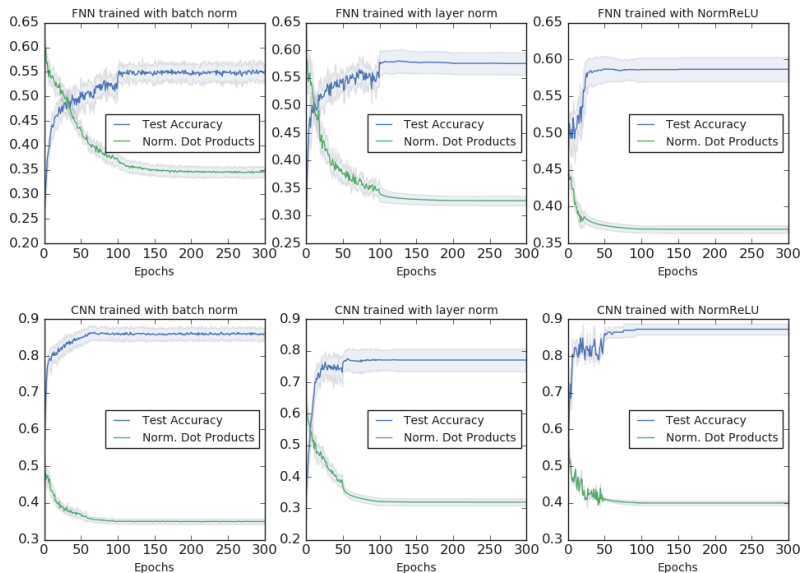 FNN trained with batch norm
0.65
0.60
0.55
0.50
0.45
0.40
0.35
0.30
0.25
0.20
Test Accuracy
Norm. Dot Products
0 50 100 150 200 250 300
Epochs
FNN trained with layer norm
0.65
0.60
0.55
0.50
0.45
0.40
0.35
0.30
0.25
Test Accuracy
Norm. Dot Products
0 50 100 150 200 250 300
Epochs
FNN trained with NormReLU
0.65
0.60
0.55
0.50
0.45
0.40
0.35
Test Accuracy
Norm. Dot Products
0 50 100 150 200 250 300
Epochs
CNN trained with batch norm
0.9
0.8
0.7
0.6
0.5
0.4
0.3
Test Accuracy
Norm. Dot Products
0 50 100 150 200 250 300
Epochs
CNN trained with layer norm
0.9
0.8
0.7
0.6
0.5
0.4
0.3
0.2
Test Accuracy
Norm. Dot Products
0 50 100 150 200 250 300
Epochs
CNN trained with NormReLU
0.9
0.8
0.7
0.6
0.5
0.4
0.3
Test Accuracy
Norm. Dot Products
0 50 100 150 200 250 300
Epochs